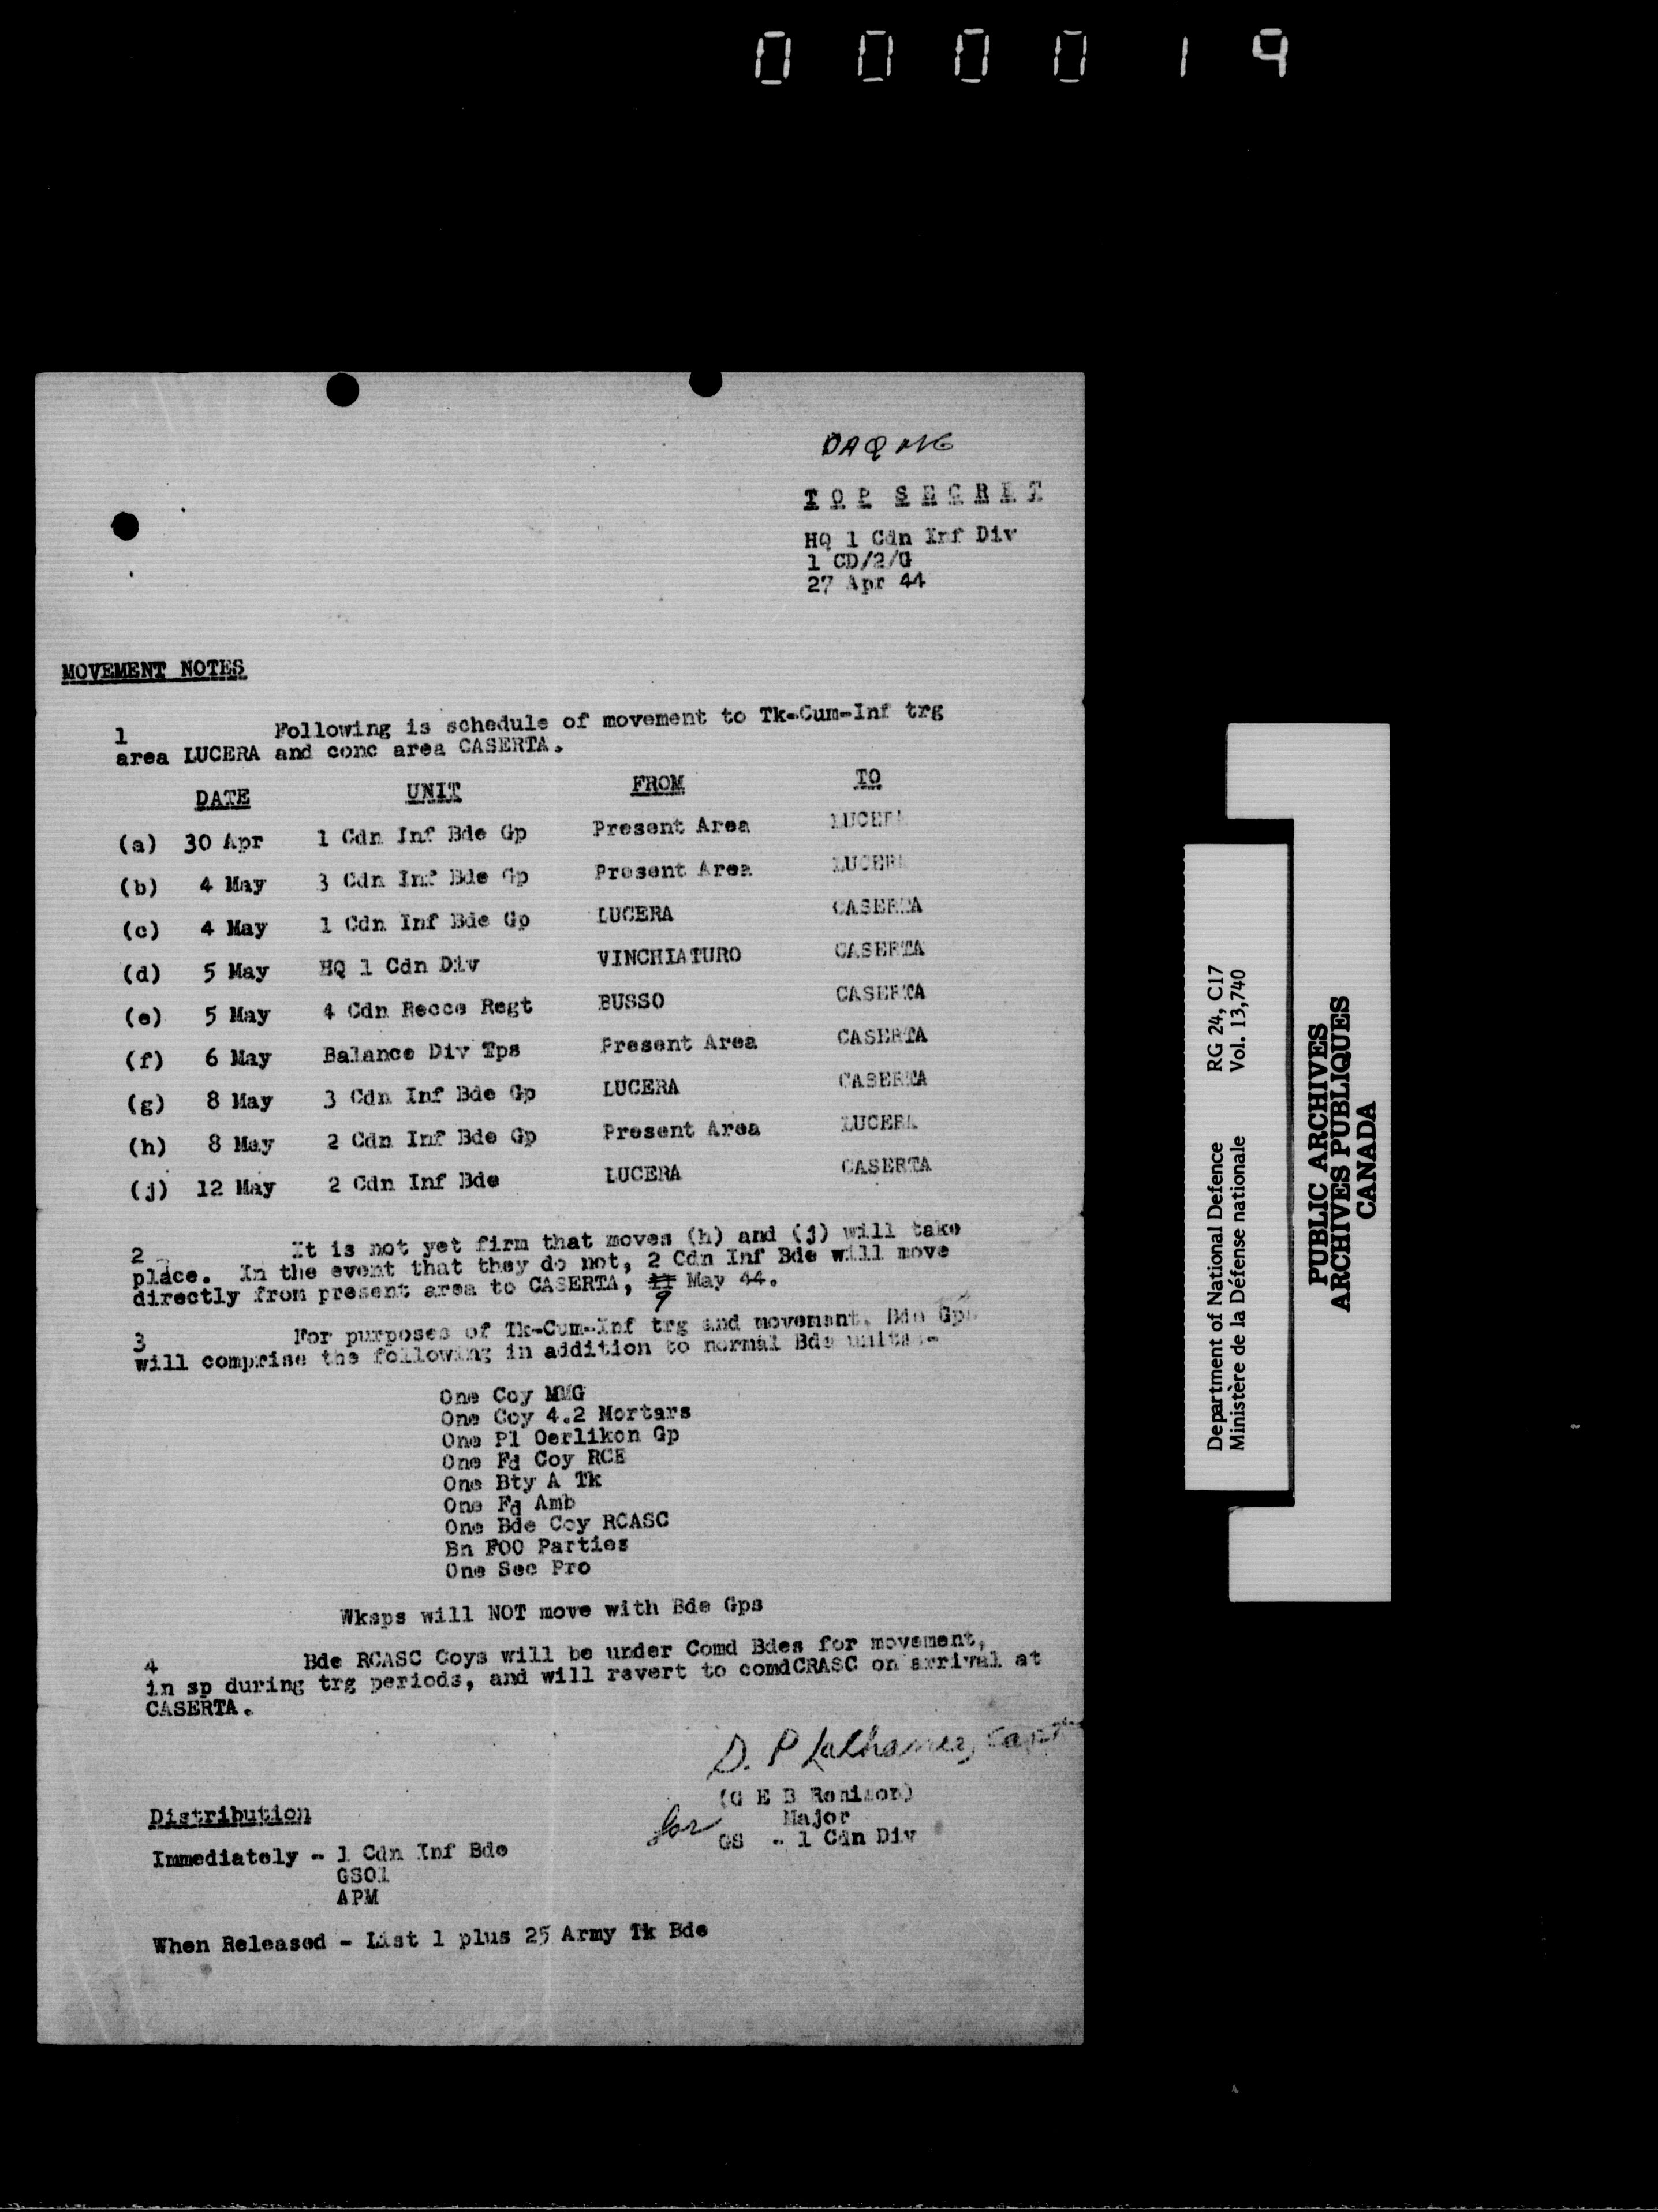 0 0 0 0 1 9
DAQMG
TOP SECRET
HQ 1 Cdn Inf Div
1 CD/2/G
27 Apr 44
MOVEMENT NOTES
1 Following is schedule of movement to Tk-Cum-Inf trg
area LUCERA and conc area CASERTA.
DATE UNIT FROM TO
(a) 30 Apr 1 Cdn Inf Bde Gp Present Area LUCERA
(b) 4 May 3 Cdn Inf Bde Gp Present Area LUCERA
(c) 4 May 1 Cdn Inf Bde Gp LUCERA CASERTA
(d) 5 May HQ 1 Cdn Div VINCHIATURO CASERTA
(e) 5 May 4 Cdn Recce Regt BUSSO CASERTA
(f) 6 May Balance Div Tps Present Area CASERTA
(g) 8 May 3 Cdn Inf Bde Gp LUCERA CASERTA
(h) 8 May 2 Cdn Inf Bde Gp Present Area LUCERA
(j) 12 May 2 Cdn Inf Bde LUCERA CASERTA
2 It is not yet firm that moves (h) and (j) will take
place. In the event that they do not, 2 Cdn Inf Bde will move
directly from present area to CASERTA, 9 May 44.
3 For purposes of Tk-Cum-Inf trg and movement, Bde Gps
will comprise the following in addition to normal Bde units:-
One Coy MMG
One Coy 4.2 Mortars
One Pl Oerlikon Gp
One Fd Coy RCE
One Bty A Tk
One Fd Amb
One Bde Coy RCASC
Bn FOO Parties
One Sec Pro
Wksps will NOT move with Bde Gps
4 Bde RCASC Coys will be under Comd Bdes for movement,
in sp during trg periods, and will revert to comdCRASC on arrival at
CASERTA.
D. P. Capt
(G E B Renison)
for Major
GS - 1 Cdn Div
Distribution
Immediately - 1 Cdn Inf Bde
GSO1
APM
When Released - List 1 plus 25 Army Tk Bde
Department of National Defence RG 24, C17
Ministère de la Défense nationale Vol. 13,740
PUBLIC ARCHIVES
ARCHIVES PUBLIQUES
CANADA